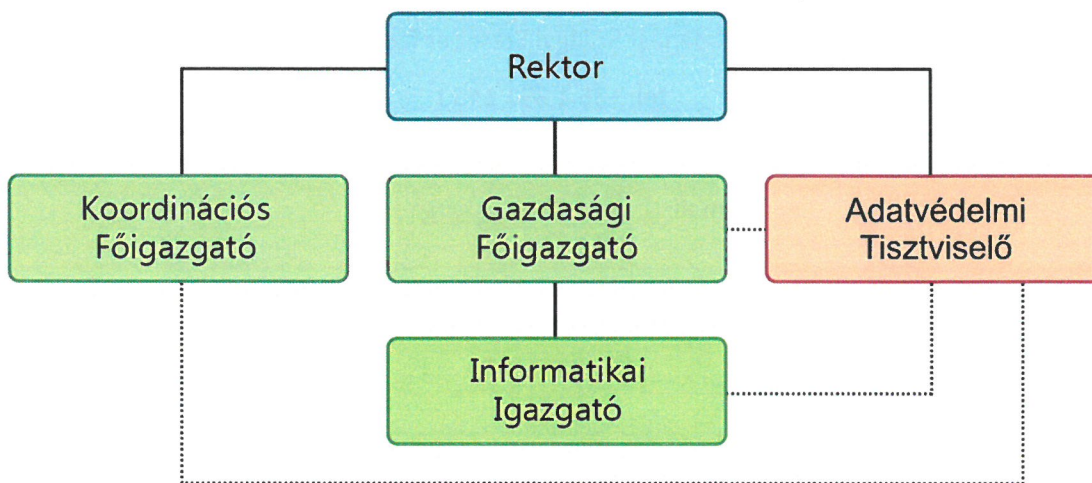 Rektor
Koordinációs
Főigazgató
Gazdasági
Főigazgató
Adatvédelmi
Tisztviselő
Informatikai
Igazgató